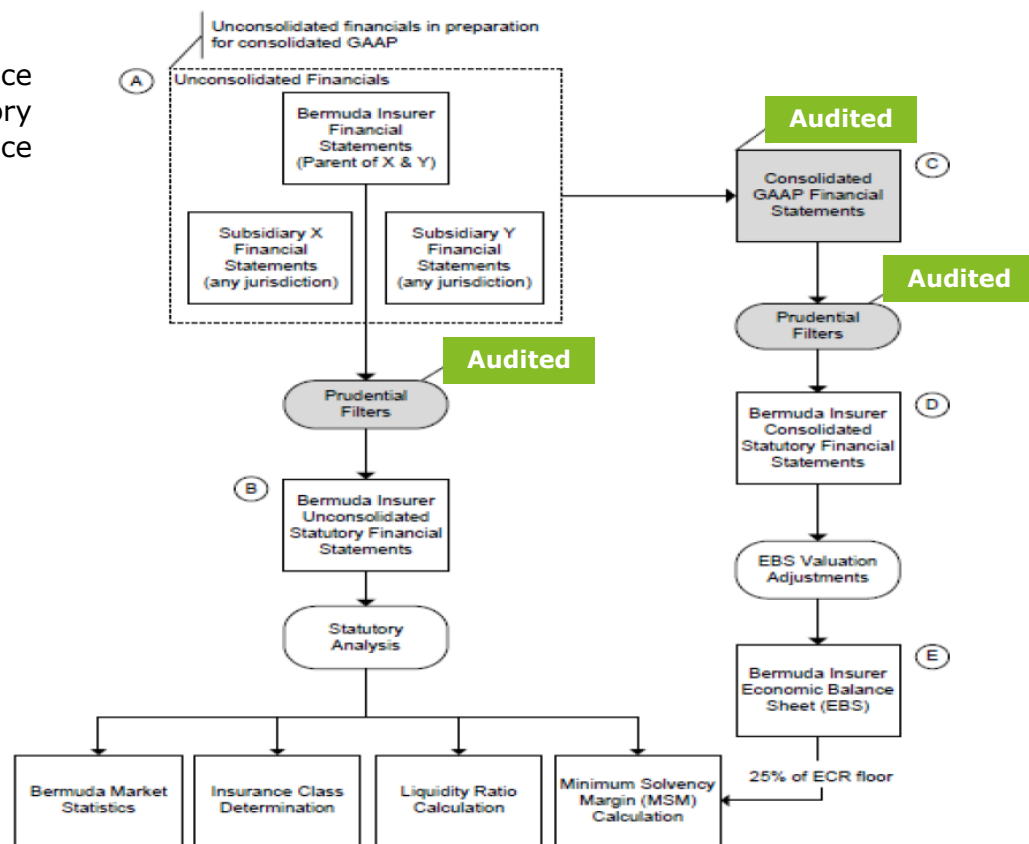 Unconsolidated financials in preparation
for consolidated GAAP
ce
ory
ce
A
Unconsolidated Financials
Bermuda Insurer
Financial
Statements
(Parent of X & Y)
Subsidiary X
Financial
Statements
(any jurisdiction)
Subsidiary Y
Financial
Statements
(any jurisdiction)
Audited
Prudential
Filters
B
Bermuda Insurer
Unconsolidated
Statutory Financial
Statements
Statutory
Analysis
Bermuda Market
Statistics
Insurance Class
Determination
Liquidity Ratio
Calculation
Minimum Solvency
Margin (MSM)
Calculation
Audited
C
Consolidated
GAAP Financial
Statements
Audited
Prudential
Filters
D
Bermuda Insurer
Consolidated
Statutory Financial
Statements
EBS Valuation
Adjustments
E
Bermuda Insurer
Economic Balance
Sheet (EBS)
25% of ECR floor